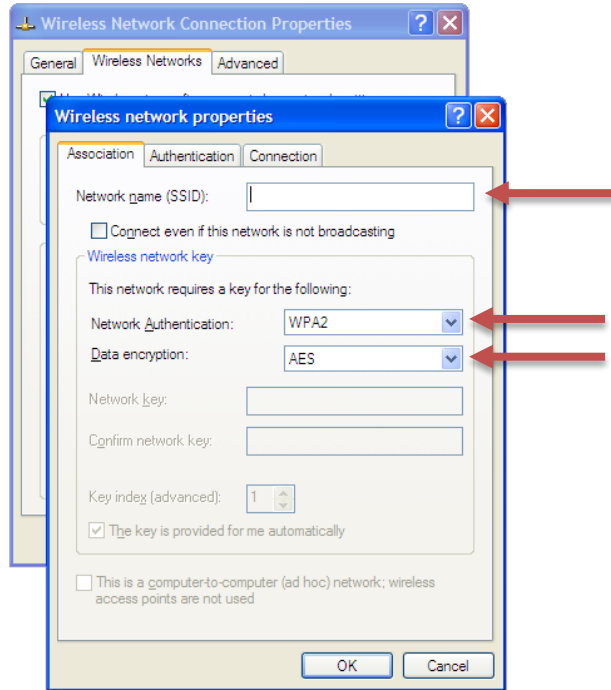 Wireless Network Connection Properties
General Wireless Networks Advanced
Wireless network properties
Association Authentication Connection
Network name (SSID):
Connect even if this network is not broadcasting
Wireless network key
This network requires a key for the following:
Network Authentication: WPA2
Data encryption: AES
Network key:
Confirm network key:
Key index (advanced): 1
The key is provided for me automatically
This is a computer-to-computer (ad hoc) network; wireless
access points are not used
OK Cancel